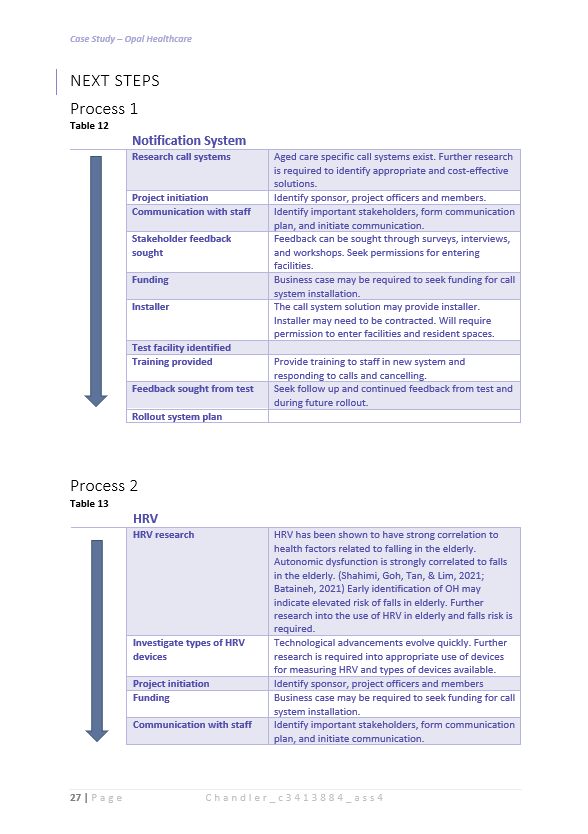 Case Study – Opal Healthcare
NEXT STEPS
Process 1
Table 12
Notification System
Research call systems
Aged care specific call systems exist. Further research
is required to identify appropriate and cost-effective
solutions.
Project initiation
Identify sponsor, project officers and members.
Communication with staff
Identify important stakeholders, form communication
plan, and initiate communication.
Stakeholder feedback
sought
Feedback can be sought through surveys, interviews,
and workshops. Seek permissions for entering
facilities.
Funding
Business case may be required to seek funding for call
system installation.
Installer
The call system solution may provide installer.
Installer may need to be contracted. Will require
permission to enter facilities and resident spaces.
Test facility identified
Training provided
Provide training to staff in new system and
responding to calls and cancelling.
Feedback sought from test
Seek follow up and continued feedback from test and
during future rollout.
Rollout system plan
Process 2
Table 13
HRV
HRV research
HRV has been shown to have strong correlation to
health factors related to falling in the elderly.
Autonomic dysfunction is strongly correlated to falls
in the elderly. (Shahimi, Goh, Tan, & Lim, 2021;
Bataineh, 2021) Early identification of OH may
indicate elevated risk of falls in elderly. Further
research into the use of HRV in elderly and falls risk is
required.
Investigate types of HRV
devices
Technological advancements evolve quickly. Further
research is required into appropriate use of devices
for measuring HRV and types of devices available.
Project initiation
Identify sponsor, project officers and members
Funding
Business case may be required to seek funding for call
system installation.
Communication with staff
Identify important stakeholders, form communication
plan, and initiate communication.
27 | Page
Chandler_c3413884_ass4